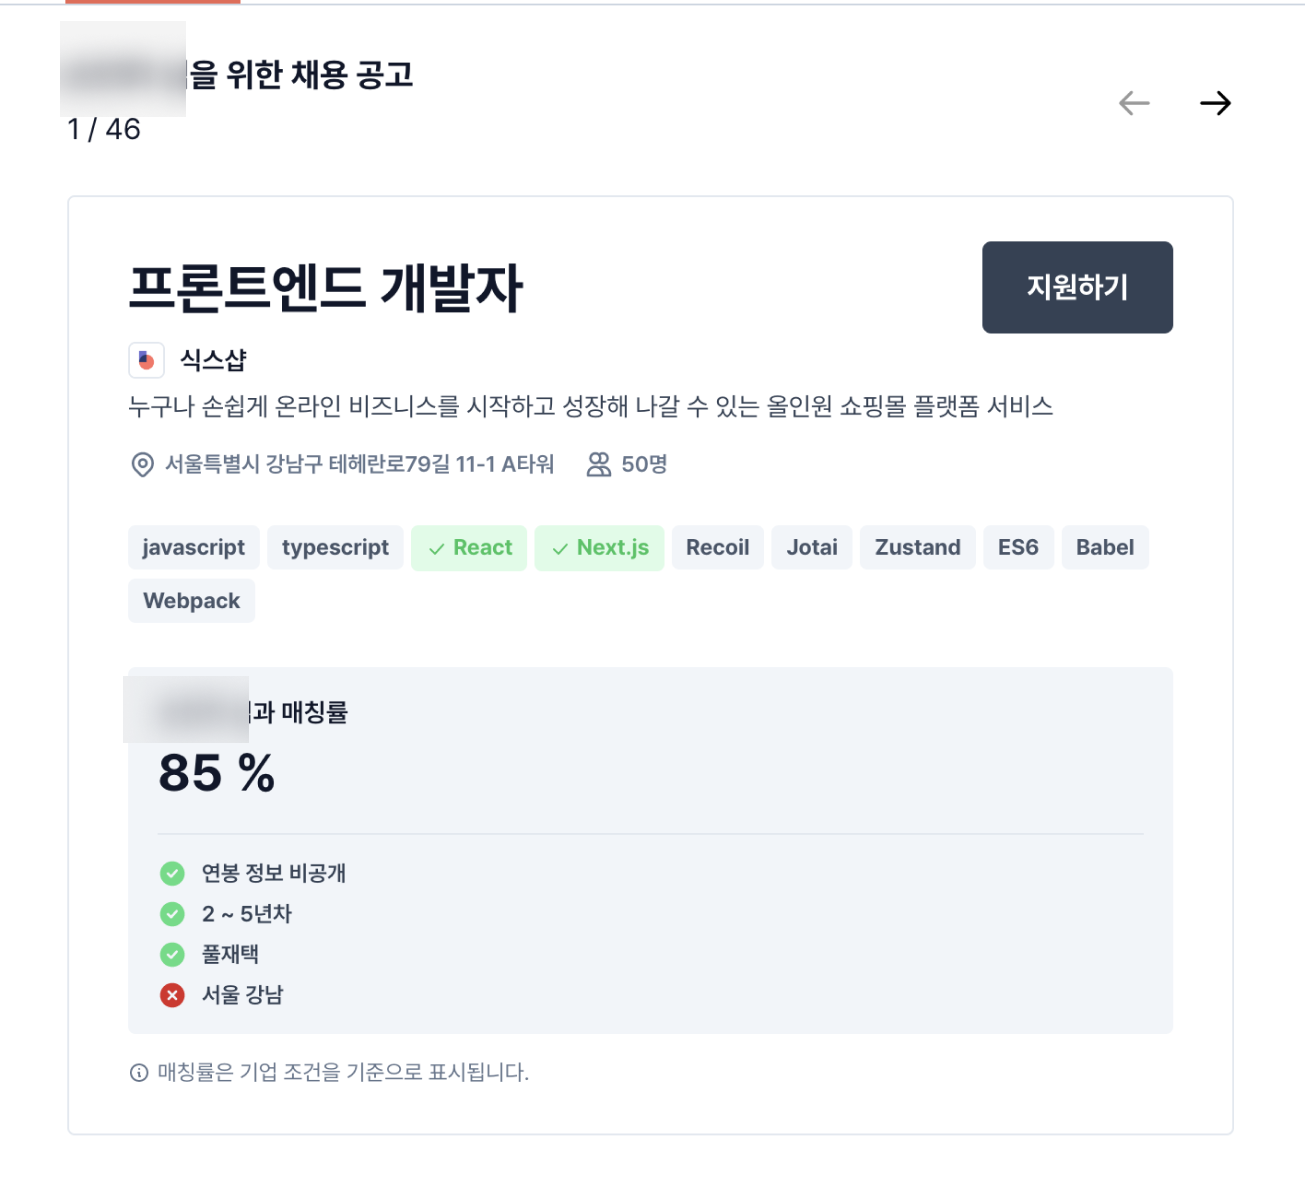 을 위한 채용 공고
1 / 46
프론트엔드 개발자
지원하기
식스샵
누구나 손쉽게 온라인 비즈니스를 시작하고 성장해 나갈 수 있는 올인원 쇼핑몰 플랫폼 서비스
서울특별시 강남구 테헤란로79길 11-1 A타워 50명
javascript typescript React Next.js Recoil Jotai Zustand ES6 Babel
Webpack
과 매칭률
85 %
연봉 정보 비공개
2 ~ 5년차
풀재택
서울 강남
매칭률은 기업 조건을 기준으로 표시됩니다.